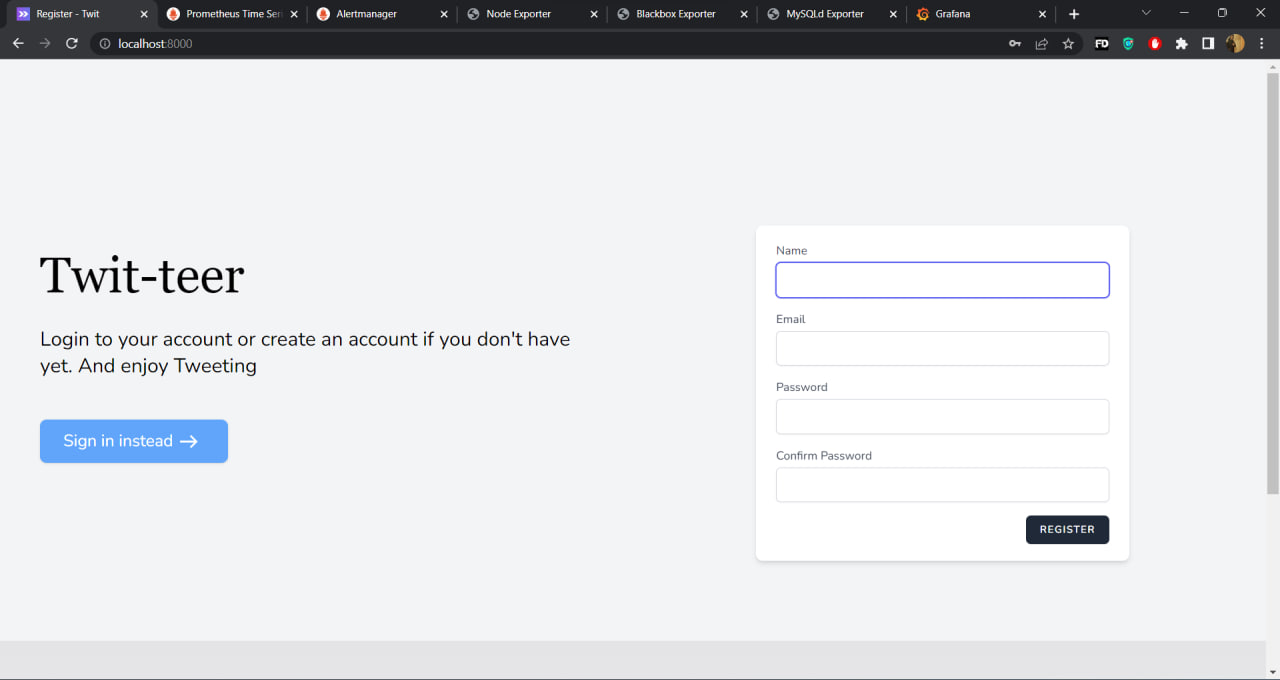 Register - Twit
Prometheus Time Seri
Alertmanager
Node Exporter
Blackbox Exporter
MySQLd Exporter
Grafana
localhost:8000
FD
Twit-teer
Login to your account or create an account if you don't have
yet. And enjoy Tweeting
Sign in instead →
Name
Email
Password
Confirm Password
REGISTER